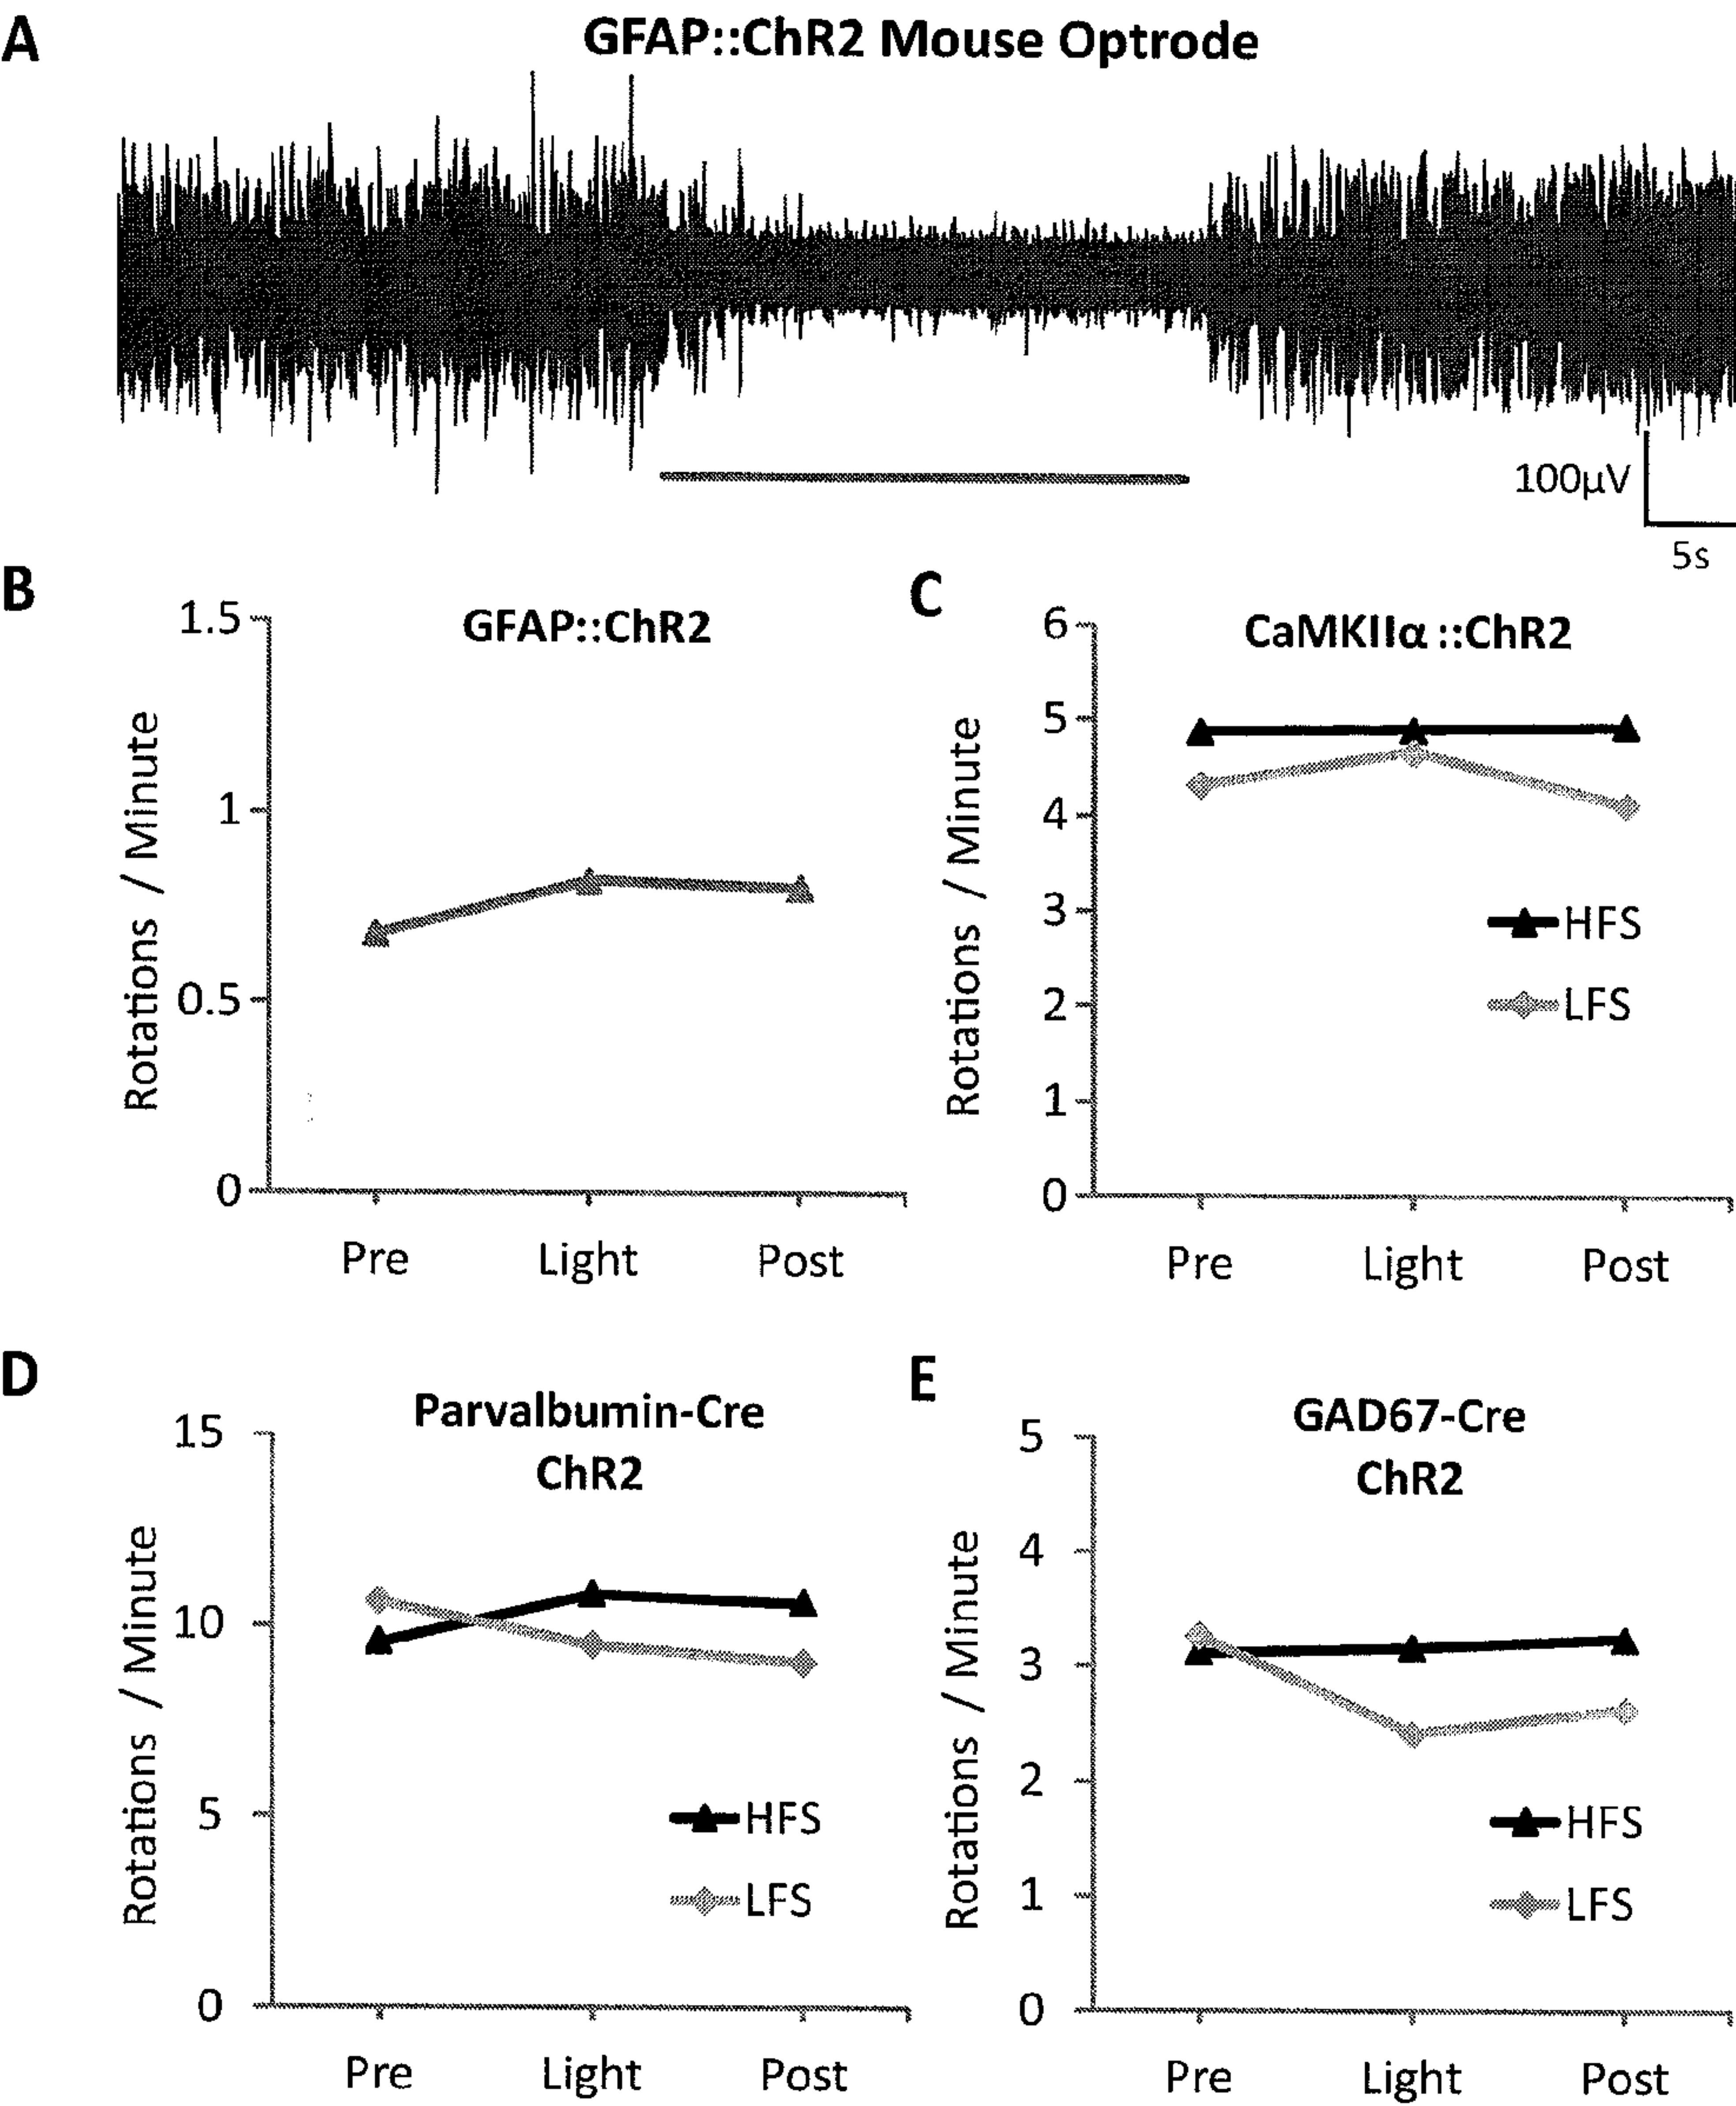 A
GFAP::ChR2 Mouse Optrode
100µV
5s
B
GFAP::ChR2
Rotations / Minute
1.5
1
0.5
0
Pre
Light
Post
C
CaMKIIα ::ChR2
Rotations / Minute
6
5
4
3
2
1
0
HFS
LFS
Pre
Light
Post
D
Parvalbumin-Cre
ChR2
Rotations / Minute
15
10
5
0
HFS
LFS
Pre
Light
Post
E
GAD67-Cre
ChR2
Rotations / Minute
5
4
3
2
1
0
HFS
LFS
Pre
Light
Post